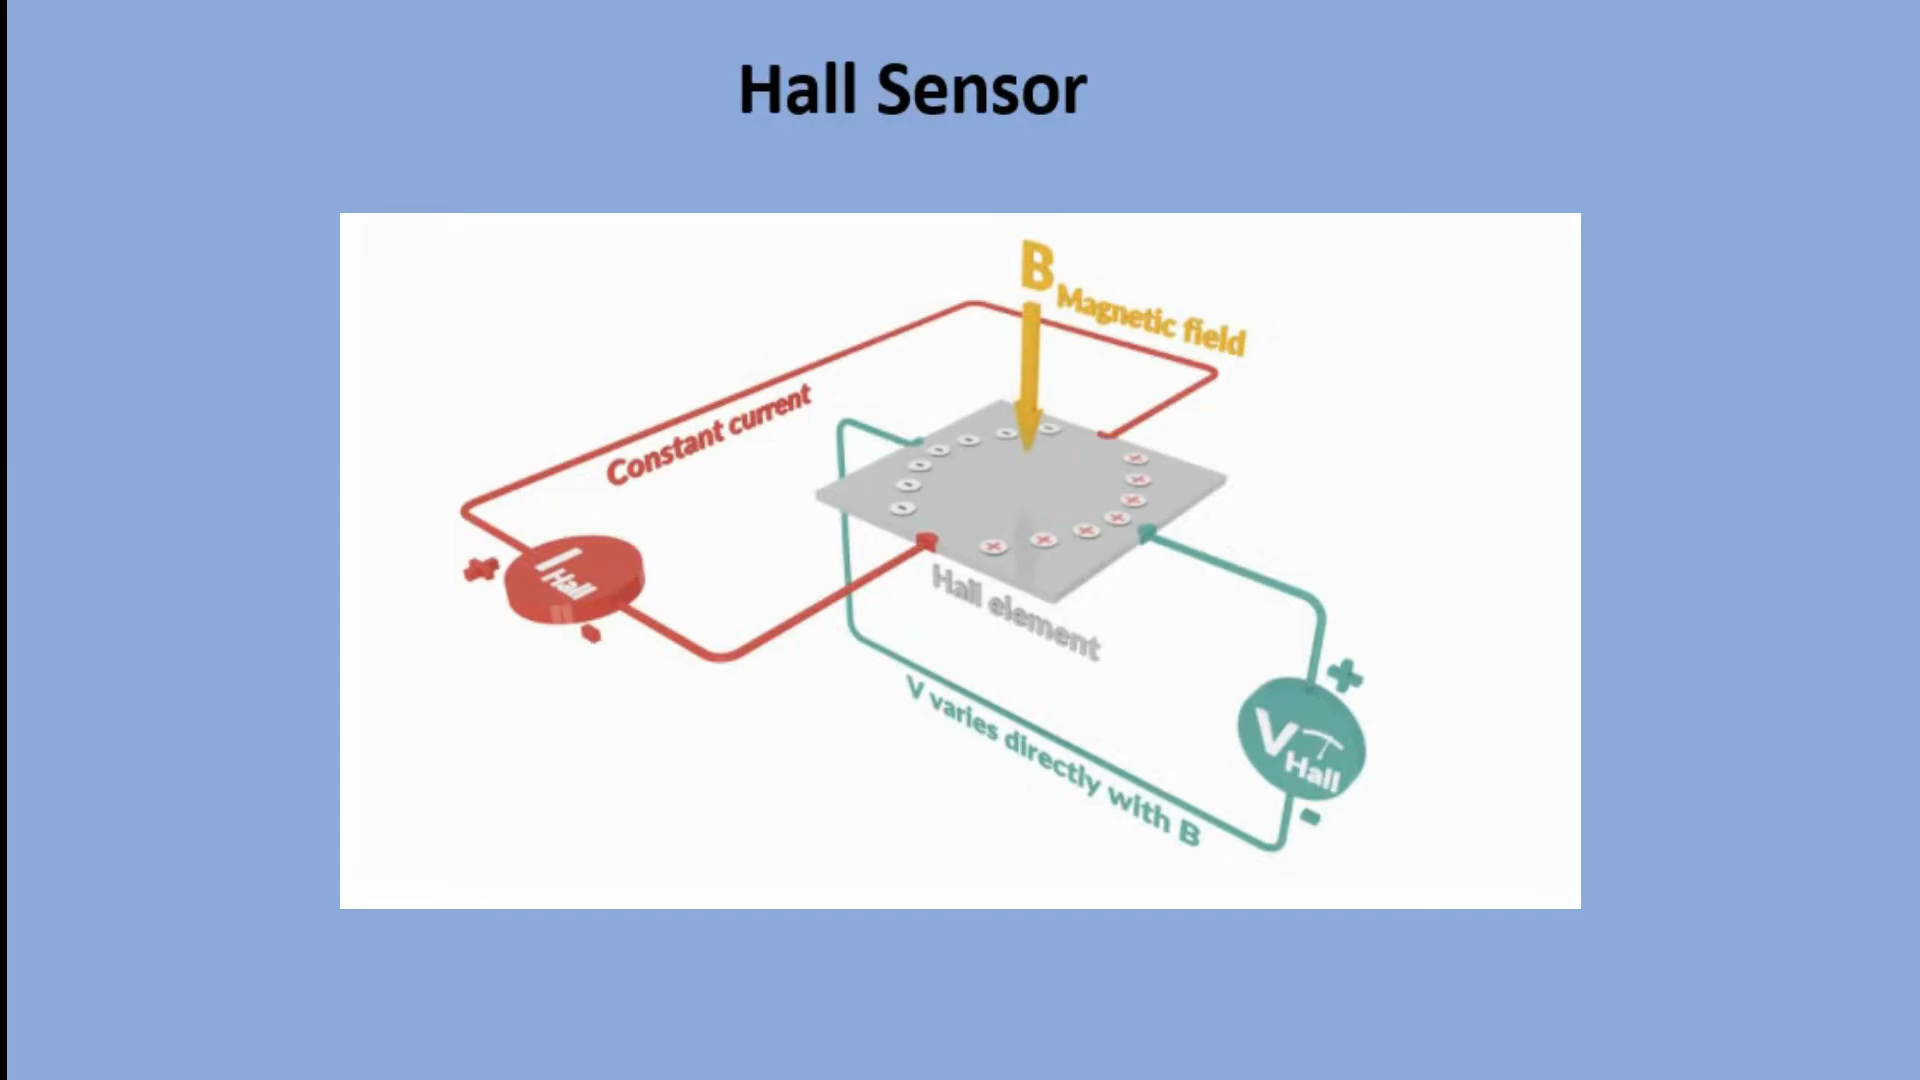 Hall Sensor
B Magnetic field
Constant current
I Hall
+
-
Hall element
V varies directly with B
+
V Hall
-